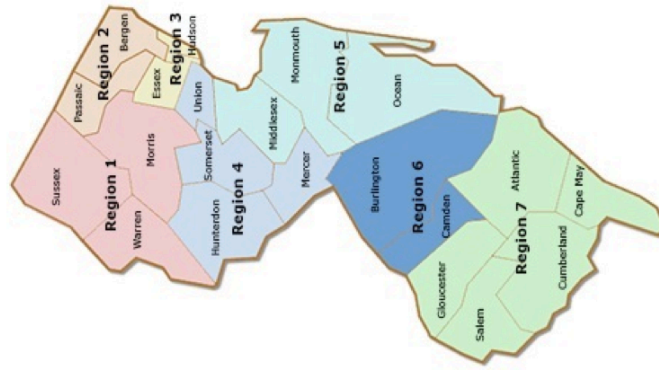 Sussex
Passaic
Region 2
Bergen
Region 1
Morris
Essex
Region 3
Hudson
Warren
Union
Somerset
Hunterdon
Region 4
Middlesex
Monmouth
Mercer
Region 5
Ocean
Burlington
Region 6
Camden
Gloucester
Atlantic
Salem
Region 7
Cumberland
Cape May